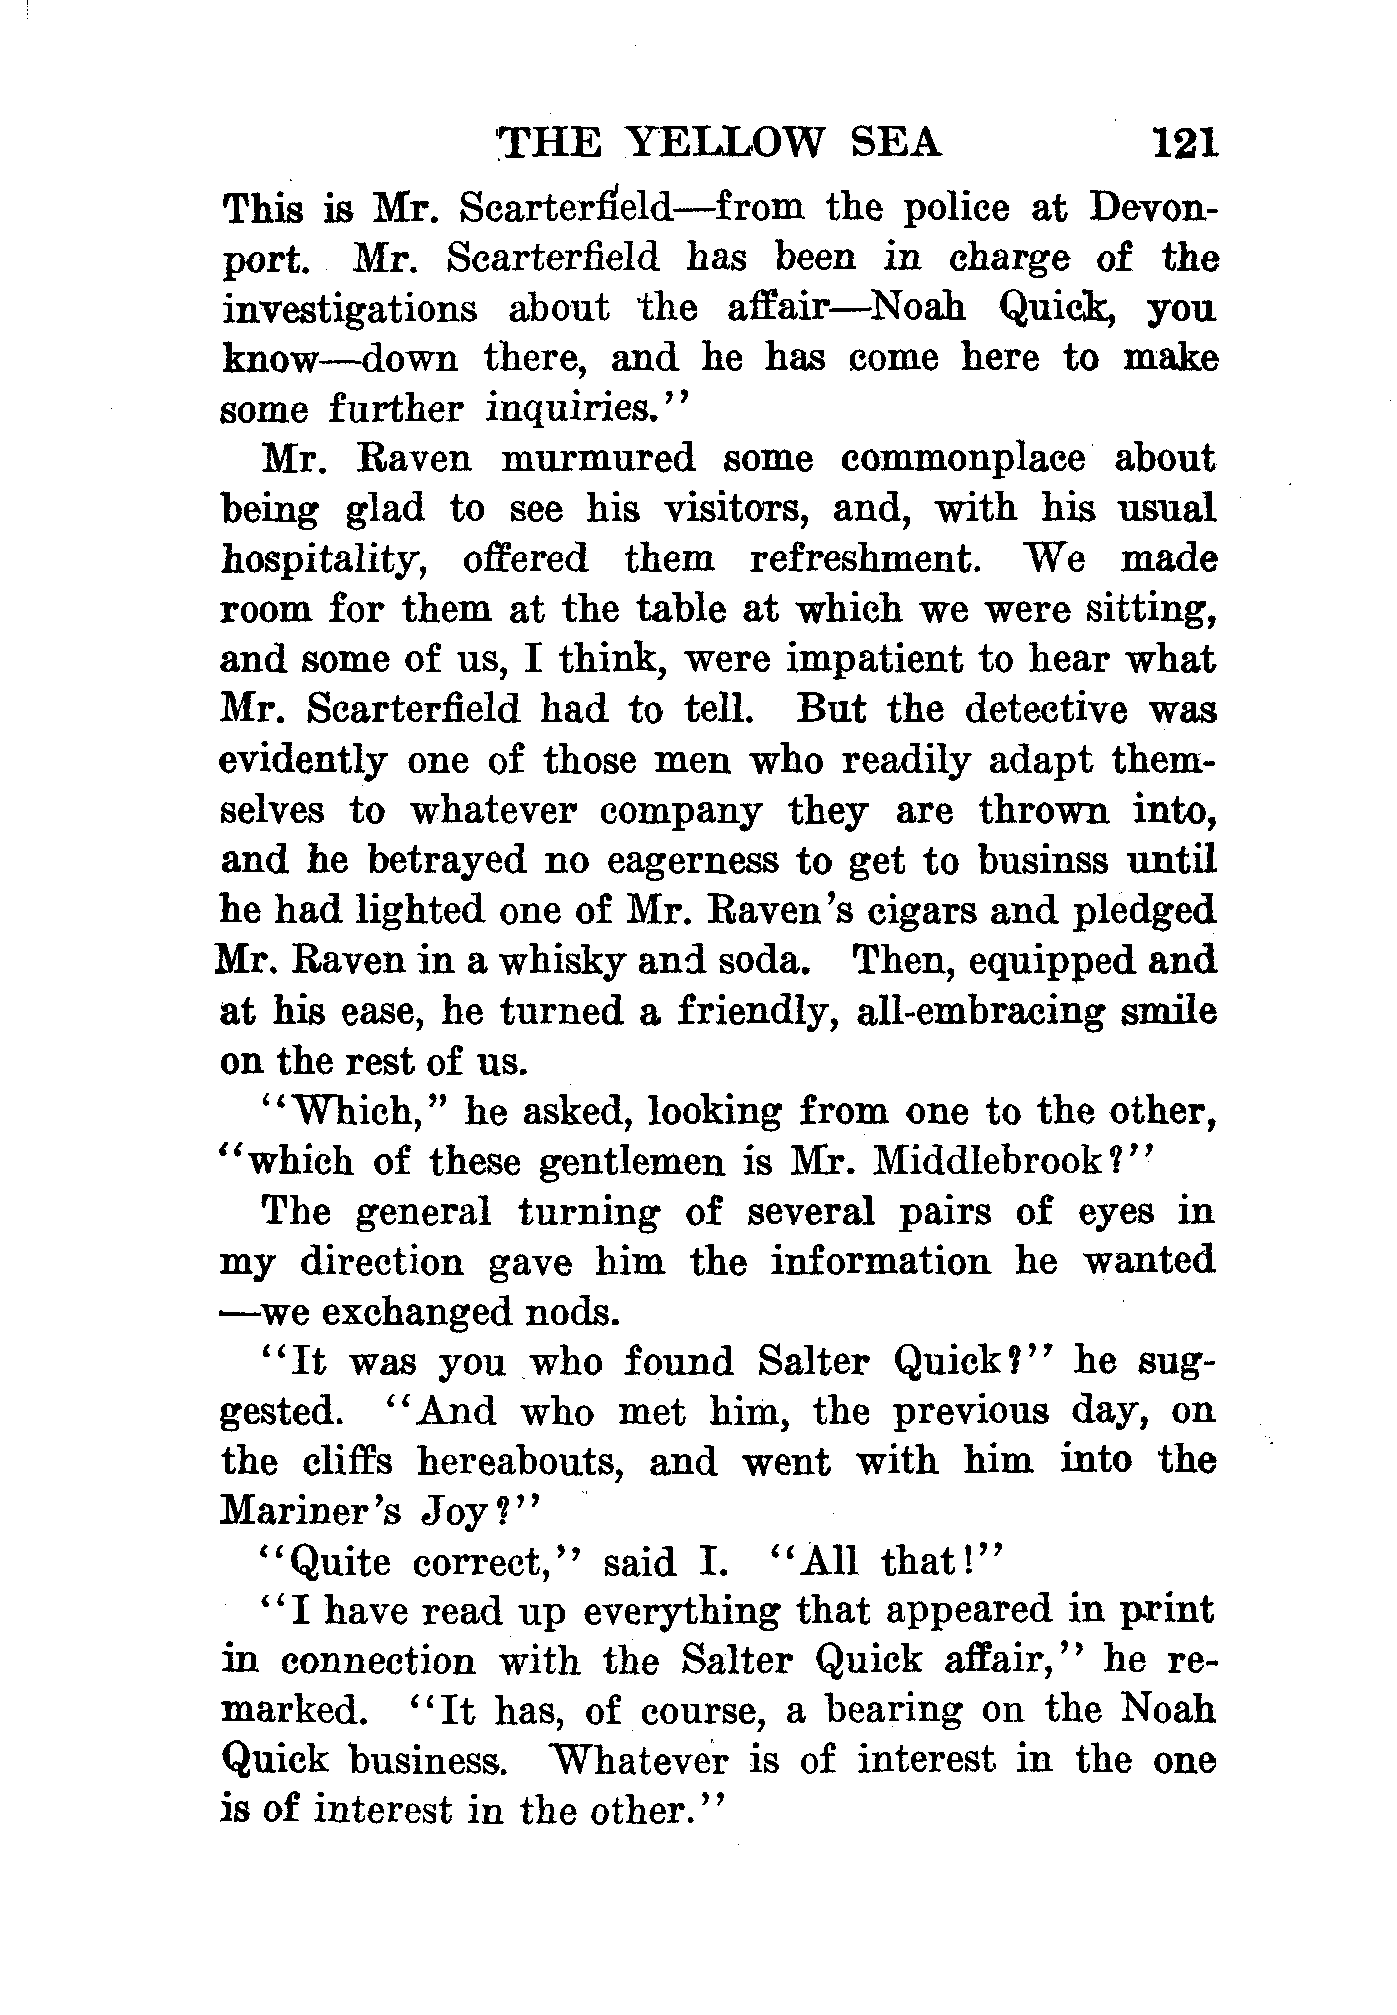 THE YELLOW SEA 121
This is Mr. Scarterfield—from the police at Devon-
port. Mr. Scarterfield has been in charge of the
investigations about the affair—Noah Quick, you
know—down there, and he has come here to make
some further inquiries."
Mr. Raven murmured some commonplace about
being glad to see his visitors, and, with his usual
hospitality, offered them refreshment. We made
room for them at the table at which we were sitting,
and some of us, I think, were impatient to hear what
Mr. Scarterfield had to tell. But the detective was
evidently one of those men who readily adapt them-
selves to whatever company they are thrown into,
and he betrayed no eagerness to get to businss until
he had lighted one of Mr. Raven's cigars and pledged
Mr. Raven in a whisky and soda. Then, equipped and
at his ease, he turned a friendly, all-embracing smile
on the rest of us.
"Which," he asked, looking from one to the other,
"which of these gentlemen is Mr. Middlebrook?"
The general turning of several pairs of eyes in
my direction gave him the information he wanted
—we exchanged nods.
"It was you who found Salter Quick?" he sug-
gested. "And who met him, the previous day, on
the cliffs hereabouts, and went with him into the
Mariner's Joy?"
"Quite correct," said I. "All that!"
"I have read up everything that appeared in print
in connection with the Salter Quick affair," he re-
marked. "It has, of course, a bearing on the Noah
Quick business. Whatever is of interest in the one
is of interest in the other."